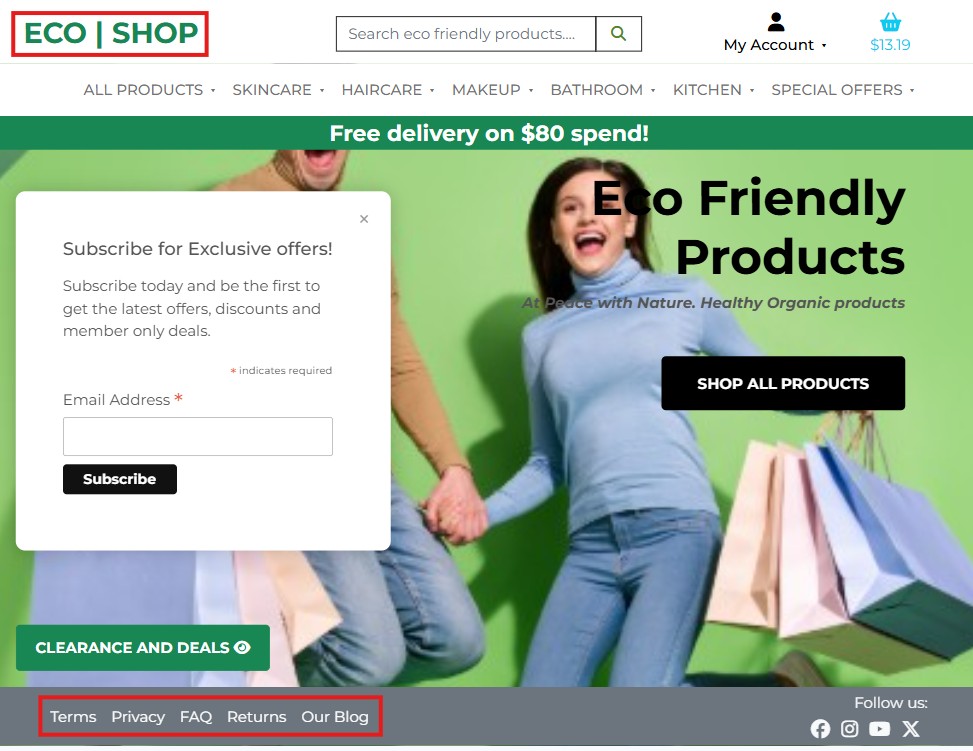 ECO | SHOP
Search eco friendly products....
My Account
$13.19
ALL PRODUCTS SKINCARE HAIRCARE MAKEUP BATHROOM KITCHEN SPECIAL OFFERS
Free delivery on $80 spend!
Eco Friendly
Products
At Peace with Nature. Healthy Organic products
SHOP ALL PRODUCTS
×
Subscribe for Exclusive offers!
Subscribe today and be the first to
get the latest offers, discounts and
member only deals.
* indicates required
Email Address *
Subscribe
CLEARANCE AND DEALS
Terms Privacy FAQ Returns Our Blog
Follow us: